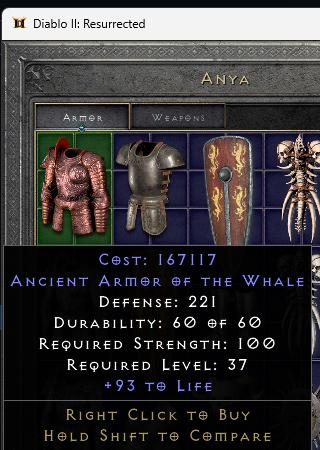 Diablo II: Resurrected
Anya
Armor
Weapons
Cost: 167117
Ancient Armor of the Whale
Defense: 221
Durability: 60 of 60
Required Strength: 100
Required Level: 37
+93 to Life
Right Click to Buy
Hold Shift to Compare